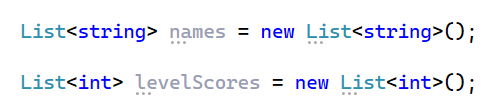 List<string> names = new List<string>();
List<int> levelScores = new List<int>();